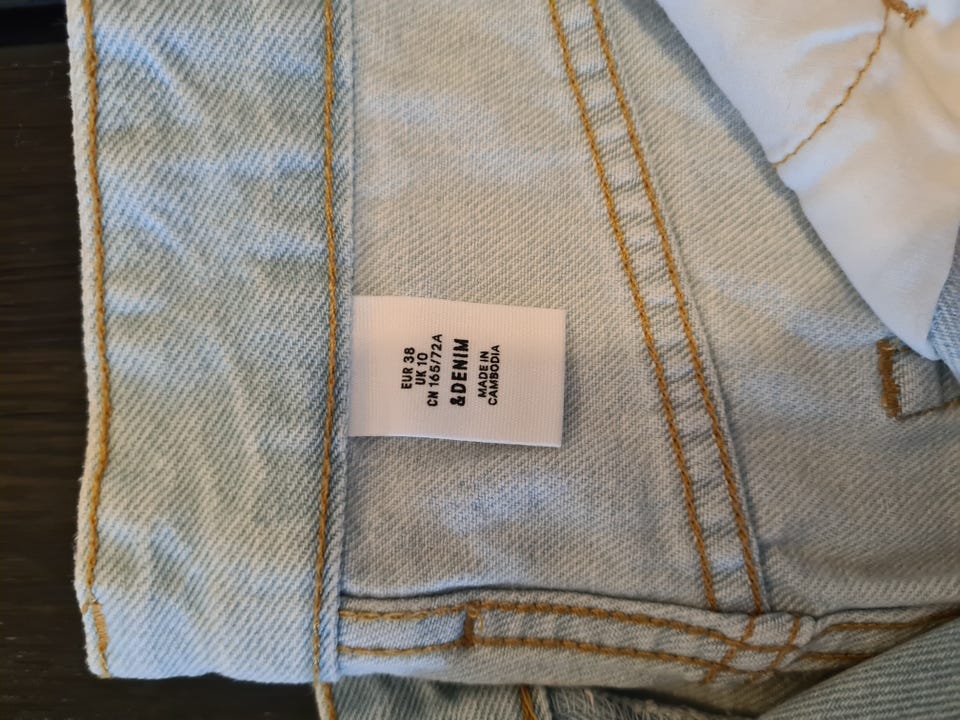 EUR 38
UK 10
CN 165/72A
&DENIM
MADE IN
CAMBODIA